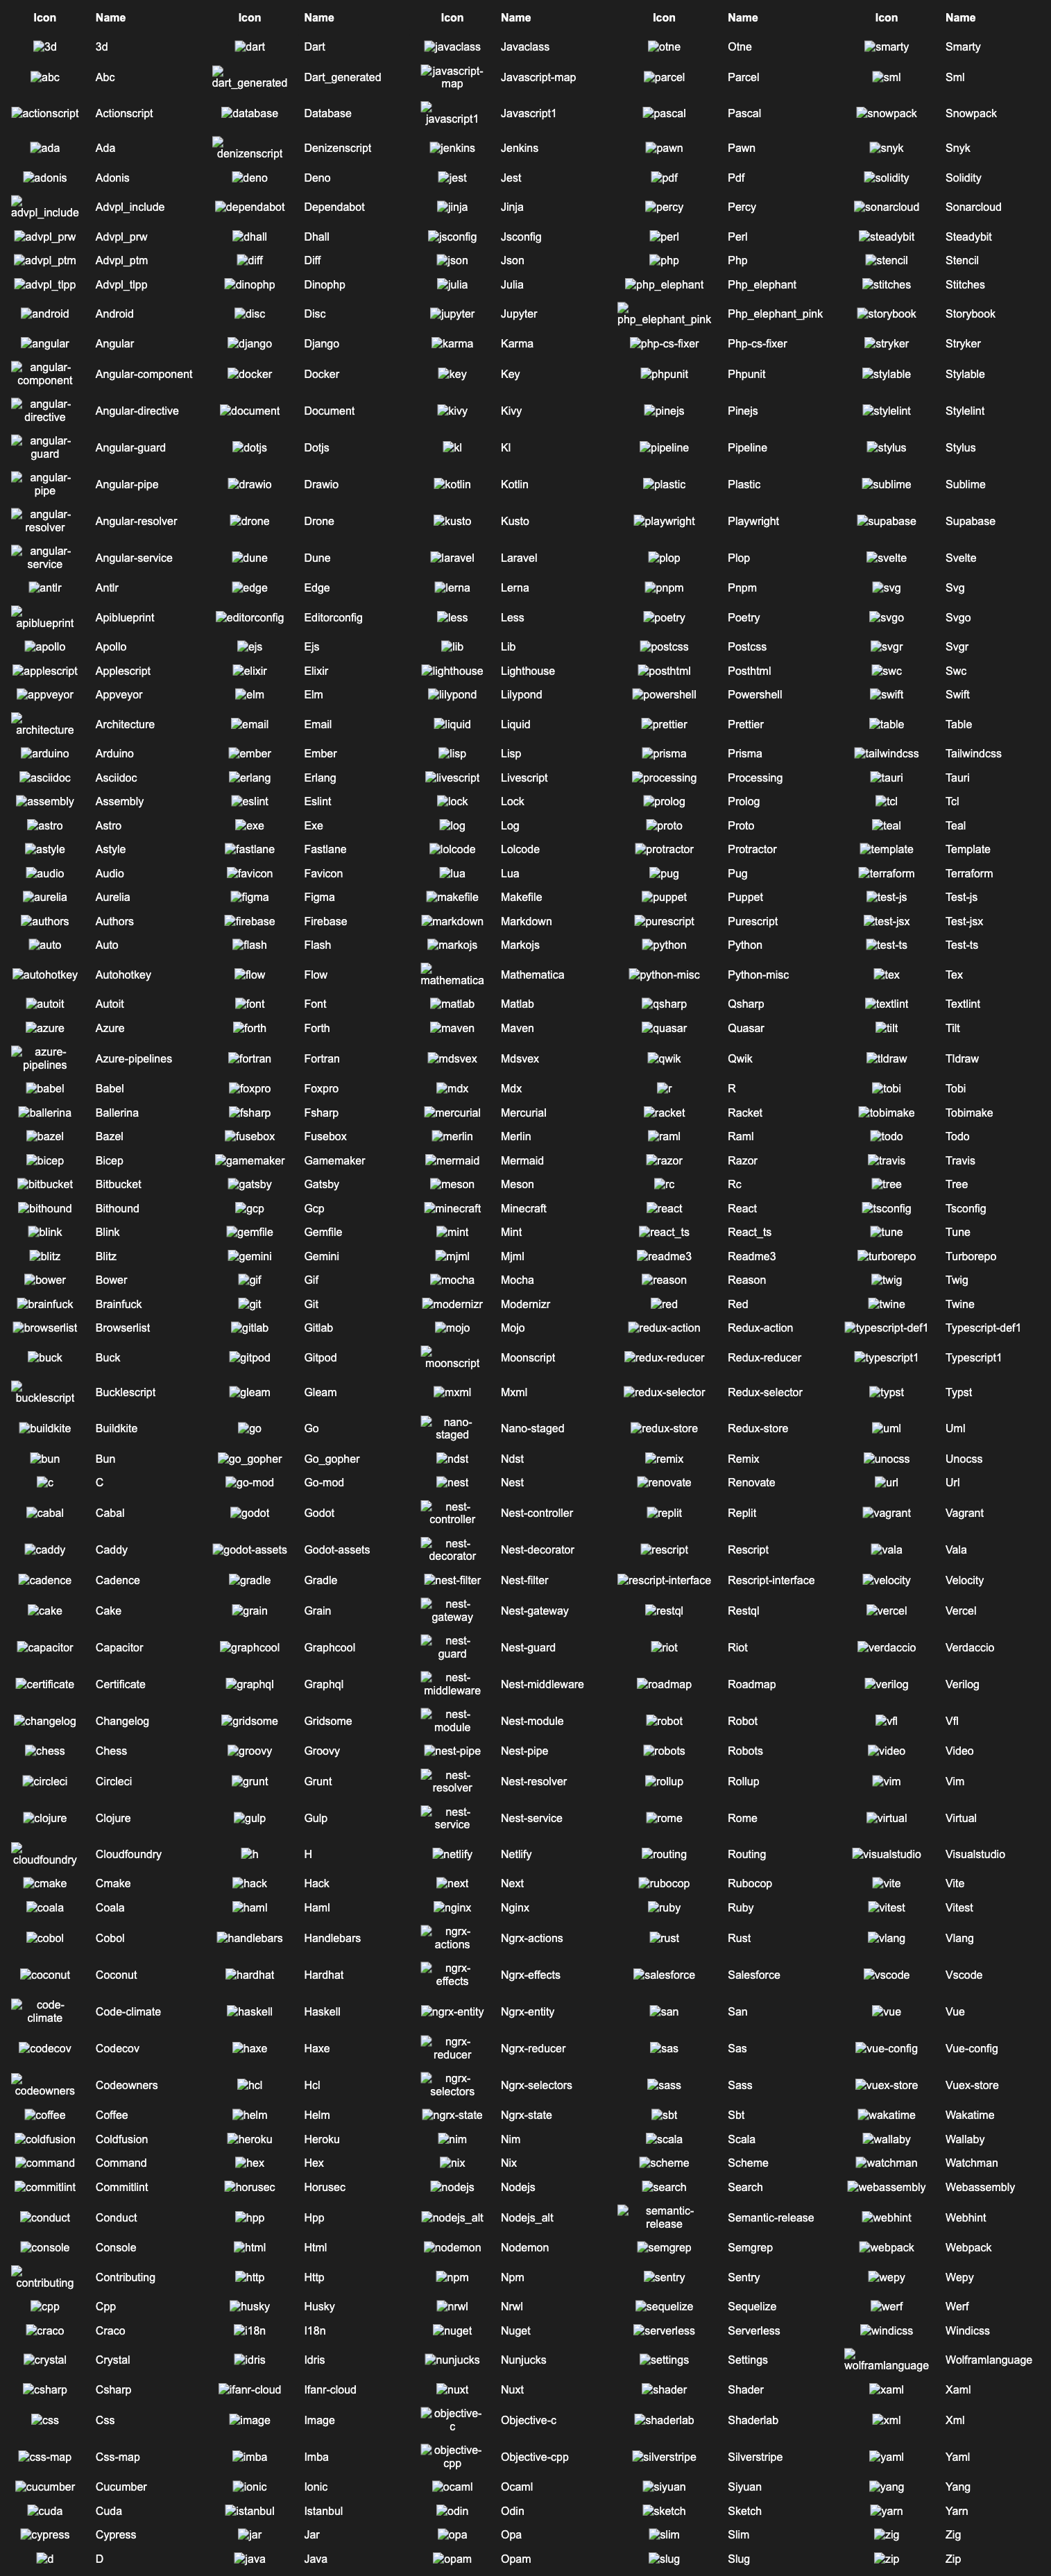 Icon Name Icon Name Icon Name Icon Name Icon Name
3d 3d dart Dart javaclass Javaclass otne Otne smarty Smarty
abc Abc dart_generated Dart_generated javascript-map Javascript-map parcel Parcel sml Sml
actionscript Actionscript database Database javascript1 Javascript1 pascal Pascal snowpack Snowpack
ada Ada denizenscript Denizenscript jenkins Jenkins pawn Pawn snyk Snyk
adonis Adonis deno Deno jest Jest pdf Pdf solidity Solidity
advpl_include Advpl_include dependabot Dependabot jinja Jinja percy Percy sonarcloud Sonarcloud
advpl_prw Advpl_prw dhall Dhall jsconfig Jsconfig perl Perl steadybit Steadybit
advpl_ptm Advpl_ptm diff Diff json Json php Php stencil Stencil
advpl_tlpp Advpl_tlpp dinophp Dinophp julia Julia php_elephant Php_elephant stitches Stitches
android Android disc Disc jupyter Jupyter php_elephant_pink Php_elephant_pink storybook Storybook
angular Angular django Django karma Karma php-cs-fixer Php-cs-fixer stryker Stryker
angular-component Angular-component docker Docker key Key phpunit Phpunit stylable Stylable
angular-directive Angular-directive document Document kivy Kivy pinejs Pinejs stylelint Stylelint
angular-guard Angular-guard dotjs Dotjs kl Kl pipeline Pipeline stylus Stylus
angular-pipe Angular-pipe drawio Drawio kotlin Kotlin plastic Plastic sublime Sublime
angular-resolver Angular-resolver drone Drone kusto Kusto playwright Playwright supabase Supabase
angular-service Angular-service dune Dune laravel Laravel plop Plop svelte Svelte
antlr Antlr edge Edge lerna Lerna pnpm Pnpm svg Svg
apiblueprint Apiblueprint editorconfig Editorconfig less Less poetry Poetry svgo Svgo
apollo Apollo ejs Ejs lib Lib postcss Postcss svgr Svgr
applescript Applescript elixir Elixir lighthouse Lighthouse posthtml Posthtml swc Swc
appveyor Appveyor elm Elm lilypond Lilypond powershell Powershell swift Swift
architecture Architecture email Email liquid Liquid prettier Prettier table Table
arduino Arduino ember Ember lisp Lisp prisma Prisma tailwindcss Tailwindcss
asciidoc Asciidoc erlang Erlang livescript Livescript processing Processing tauri Tauri
assembly Assembly eslint Eslint lock Lock prolog Prolog tcl Tcl
astro Astro exe Exe log Log proto Proto teal Teal
astyle Astyle fastlane Fastlane lolcode Lolcode protractor Protractor template Template
audio Audio favicon Favicon lua Lua pug Pug terraform Terraform
aurelia Aurelia figma Figma makefile Makefile puppet Puppet test-js Test-js
authors Authors firebase Firebase markdown Markdown purescript Purescript test-jsx Test-jsx
auto Auto flash Flash markojs Markojs python Python test-ts Test-ts
autohotkey Autohotkey flow Flow mathematica Mathematica python-misc Python-misc tex Tex
autoit Autoit font Font matlab Matlab qsharp Qsharp textlint Textlint
azure Azure forth Forth maven Maven quasar Quasar tilt Tilt
azure-pipelines Azure-pipelines fortran Fortran mdsvex Mdsvex qwik Qwik tldraw Tldraw
babel Babel foxpro Foxpro mdx Mdx r R tobi Tobi
ballerina Ballerina fsharp Fsharp mercurial Mercurial racket Racket tobimake Tobimake
bazel Bazel fusebox Fusebox merlin Merlin raml Raml todo Todo
bicep Bicep gamemaker Gamemaker mermaid Mermaid razor Razor travis Travis
bitbucket Bitbucket gatsby Gatsby meson Meson rc Rc tree Tree
bithound Bithound gcp Gcp minecraft Minecraft react React tsconfig Tsconfig
blink Blink gemfile Gemfile mint Mint react_ts React_ts tune Tune
blitz Blitz gemini Gemini mjml Mjml readme3 Readme3 turborepo Turborepo
bower Bower gif Gif mocha Mocha reason Reason twig Twig
brainfuck Brainfuck git Git modernizr Modernizr red Red twine Twine
browserlist Browserlist gitlab Gitlab mojo Mojo redux-action Redux-action typescript-def1 Typescript-def1
buck Buck gitpod Gitpod moonscript Moonscript redux-reducer Redux-reducer typescript1 Typescript1
bucklescript Bucklescript gleam Gleam mxml Mxml redux-selector Redux-selector typst Typst
buildkite Buildkite go Go nano-staged Nano-staged redux-store Redux-store uml Uml
bun Bun go_gopher Go_gopher ndst Ndst remix Remix unocss Unocss
c C go-mod Go-mod nest Nest renovate Renovate url Url
cabal Cabal godot Godot nest-controller Nest-controller replit Replit vagrant Vagrant
caddy Caddy godot-assets Godot-assets nest-decorator Nest-decorator rescript Rescript vala Vala
cadence Cadence gradle Gradle nest-filter Nest-filter rescript-interface Rescript-interface velocity Velocity
cake Cake grain Grain nest-gateway Nest-gateway restql Restql vercel Vercel
capacitor Capacitor graphcool Graphcool nest-guard Nest-guard riot Riot verdaccio Verdaccio
certificate Certificate graphql Graphql nest-middleware Nest-middleware roadmap Roadmap verilog Verilog
changelog Changelog gridsome Gridsome nest-module Nest-module robot Robot vfl Vfl
chess Chess groovy Groovy nest-pipe Nest-pipe robots Robots video Video
circleci Circleci grunt Grunt nest-resolver Nest-resolver rollup Rollup vim Vim
clojure Clojure gulp Gulp nest-service Nest-service rome Rome virtual Virtual
cloudfoundry Cloudfoundry h H netlify Netlify routing Routing visualstudio Visualstudio
cmake Cmake hack Hack next Next rubocop Rubocop vite Vite
coala Coala haml Haml nginx Nginx ruby Ruby vitest Vitest
cobol Cobol handlebars Handlebars ngrx-actions Ngrx-actions rust Rust vlang Vlang
coconut Coconut hardhat Hardhat ngrx-effects Ngrx-effects salesforce Salesforce vscode Vscode
code-climate Code-climate haskell Haskell ngrx-entity Ngrx-entity san San vue Vue
codecov Codecov haxe Haxe ngrx-reducer Ngrx-reducer sas Sas vue-config Vue-config
codeowners Codeowners hcl Hcl ngrx-selectors Ngrx-selectors sass Sass vuex-store Vuex-store
coffee Coffee helm Helm ngrx-state Ngrx-state sbt Sbt wakatime Wakatime
coldfusion Coldfusion heroku Heroku nim Nim scala Scala wallaby Wallaby
command Command hex Hex nix Nix scheme Scheme watchman Watchman
commitlint Commitlint horusec Horusec nodejs Nodejs search Search webassembly Webassembly
conduct Conduct hpp Hpp nodejs_alt Nodejs_alt semantic-release Semantic-release webhint Webhint
console Console html Html nodemon Nodemon semgrep Semgrep webpack Webpack
contributing Contributing http Http npm Npm sentry Sentry wepy Wepy
cpp Cpp husky Husky nrwl Nrwl sequelize Sequelize werf Werf
craco Craco i18n I18n nuget Nuget serverless Serverless windicss Windicss
crystal Crystal idris Idris nunjucks Nunjucks settings Settings wolframlanguage Wolframlanguage
csharp Csharp ifanr-cloud Ifanr-cloud nuxt Nuxt shader Shader xaml Xaml
css Css image Image objective-c Objective-c shaderlab Shaderlab xml Xml
css-map Css-map imba Imba objective-cpp Objective-cpp silverstripe Silverstripe yaml Yaml
cucumber Cucumber ionic Ionic ocaml Ocaml siyuan Siyuan yang Yang
cuda Cuda istanbul Istanbul odin Odin sketch Sketch yarn Yarn
cypress Cypress jar Jar opa Opa slim Slim zig Zig
d D java Java opam Opam slug Slug zip Zip